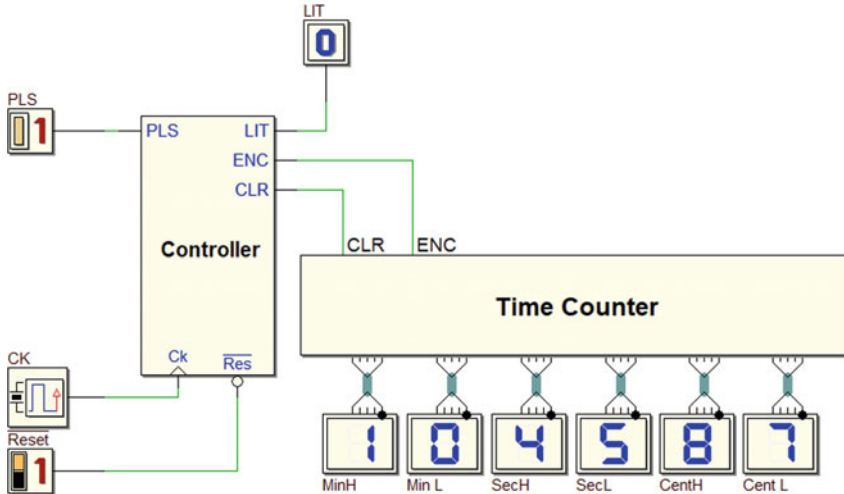 LIT
0
PLS
1
PLS LIT
ENC
CLR
Controller
CLR ENC
Time Counter
CK
Ck Res
Reset
1
1 0 4 5 8 7
MinH Min L SecH SecL CentH Cent L